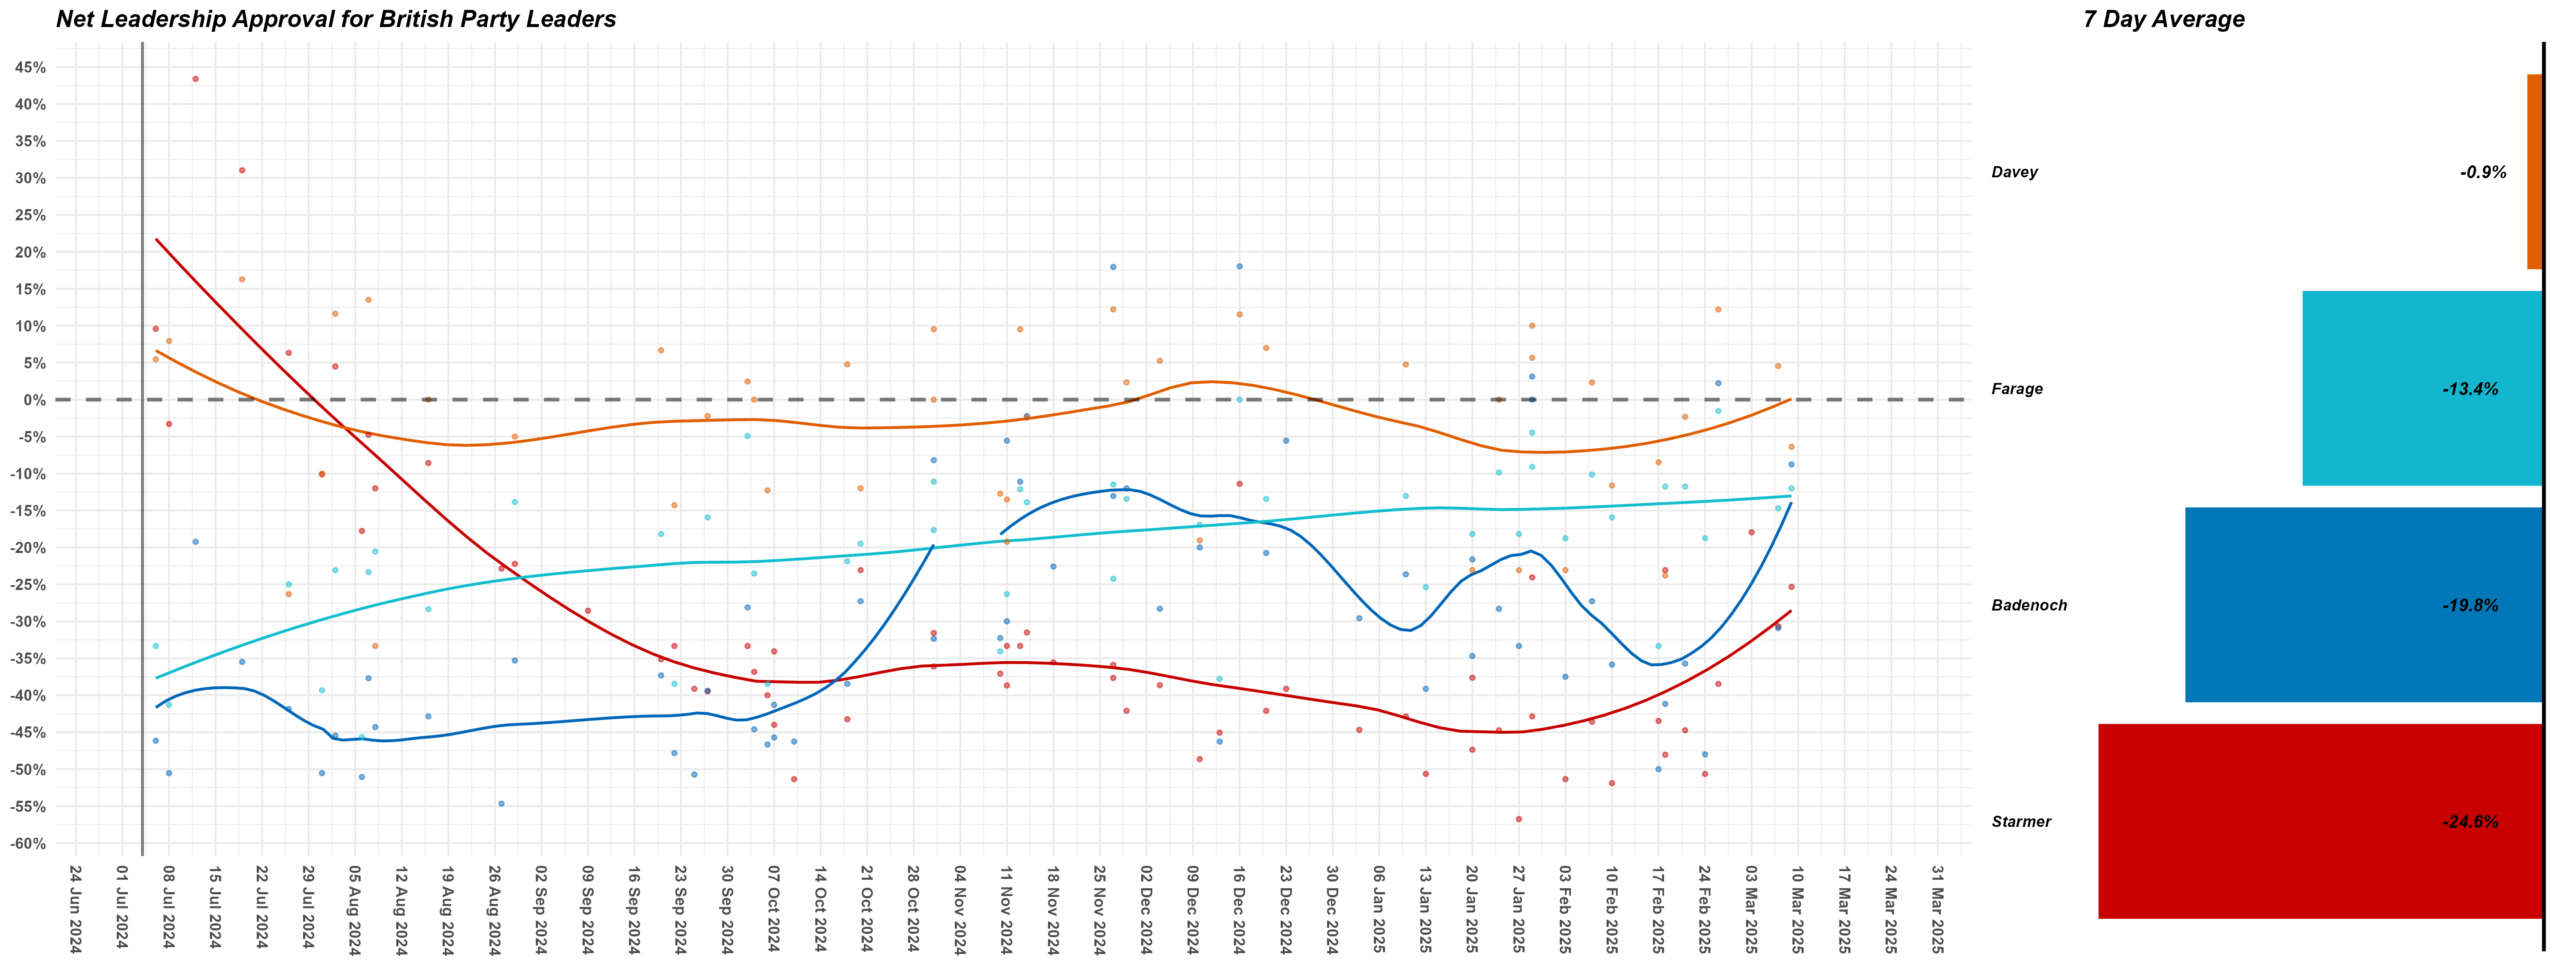 Net Leadership Approval for British Party Leaders
7 Day Average
45%
40%
35%
30%
25%
20%
15%
10%
5%
0%
-5%
-10%
-15%
-20%
-25%
-30%
-35%
-40%
-45%
-50%
-55%
-60%
24 Jun 2024
01 Jul 2024
08 Jul 2024
15 Jul 2024
22 Jul 2024
29 Jul 2024
05 Aug 2024
12 Aug 2024
19 Aug 2024
26 Aug 2024
02 Sep 2024
09 Sep 2024
16 Sep 2024
23 Sep 2024
30 Sep 2024
07 Oct 2024
14 Oct 2024
21 Oct 2024
28 Oct 2024
04 Nov 2024
11 Nov 2024
18 Nov 2024
25 Nov 2024
02 Dec 2024
09 Dec 2024
16 Dec 2024
23 Dec 2024
30 Dec 2024
06 Jan 2025
13 Jan 2025
20 Jan 2025
27 Jan 2025
03 Feb 2025
10 Feb 2025
17 Feb 2025
24 Feb 2025
03 Mar 2025
10 Mar 2025
17 Mar 2025
24 Mar 2025
31 Mar 2025
Davey -0.9%
Farage -13.4%
Badenoch -19.8%
Starmer -24.6%